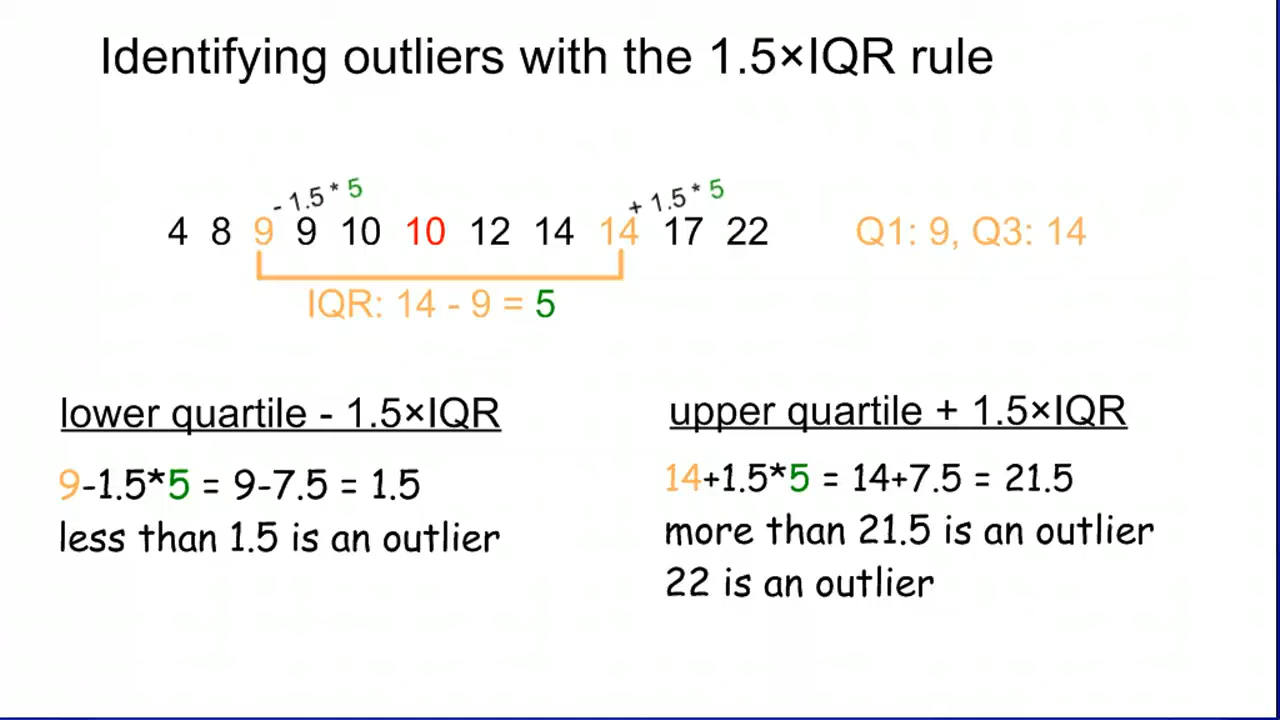 Identifying outliers with the 1.5×IQR rule
- 1.5 * 5
+ 1.5 * 5
4 8 9 9 10 10 12 14 14 17 22
Q1: 9, Q3: 14
IQR: 14 - 9 = 5
lower quartile - 1.5×IQR
9-1.5*5 = 9-7.5 = 1.5
less than 1.5 is an outlier
upper quartile + 1.5×IQR
14+1.5*5 = 14+7.5 = 21.5
more than 21.5 is an outlier
22 is an outlier